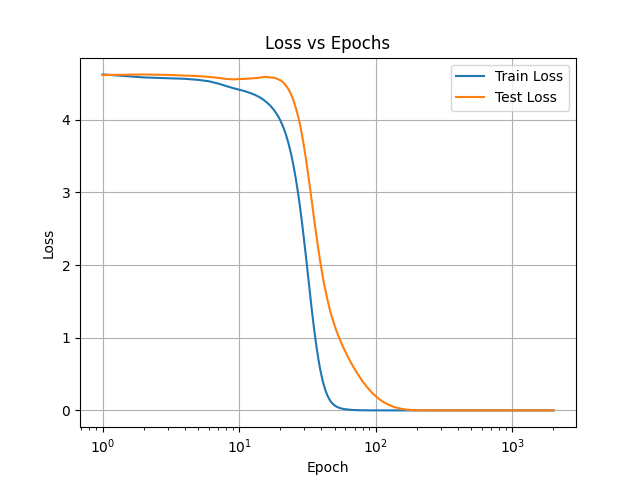 Loss vs Epochs
Train Loss
Test Loss
4
3
2
1
0
Loss
10⁰ 10¹ 10² 10³
Epoch